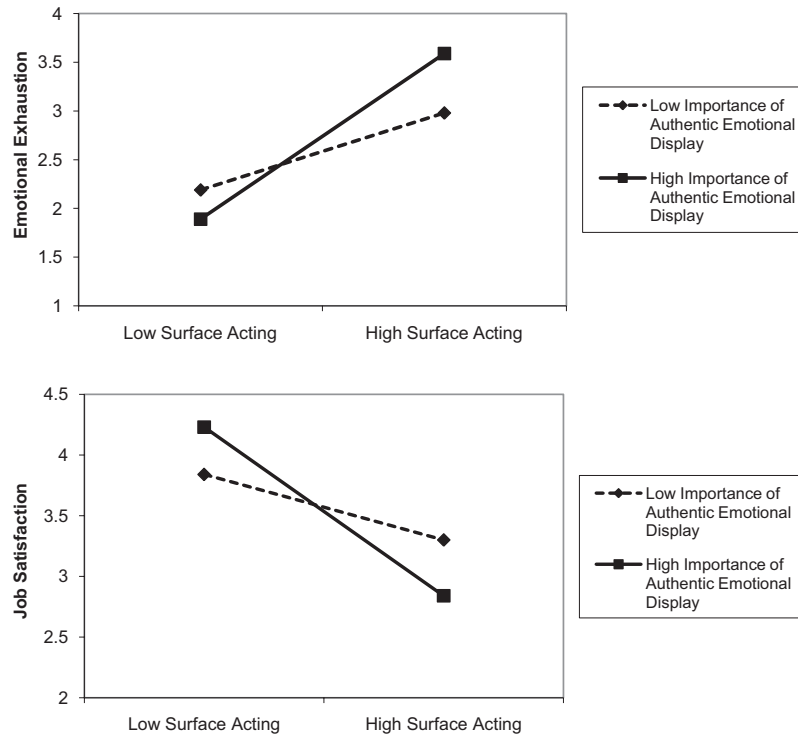 4
3.5
3
2.5
2
1.5
1
Emotional Exhaustion
Low Surface Acting
High Surface Acting
Low Importance of
Authentic Emotional
Display
High Importance of
Authentic Emotional
Display
4.5
4
3.5
3
2.5
2
Job Satisfaction
Low Surface Acting
High Surface Acting
Low Importance of
Authentic Emotional
Display
High Importance of
Authentic Emotional
Display